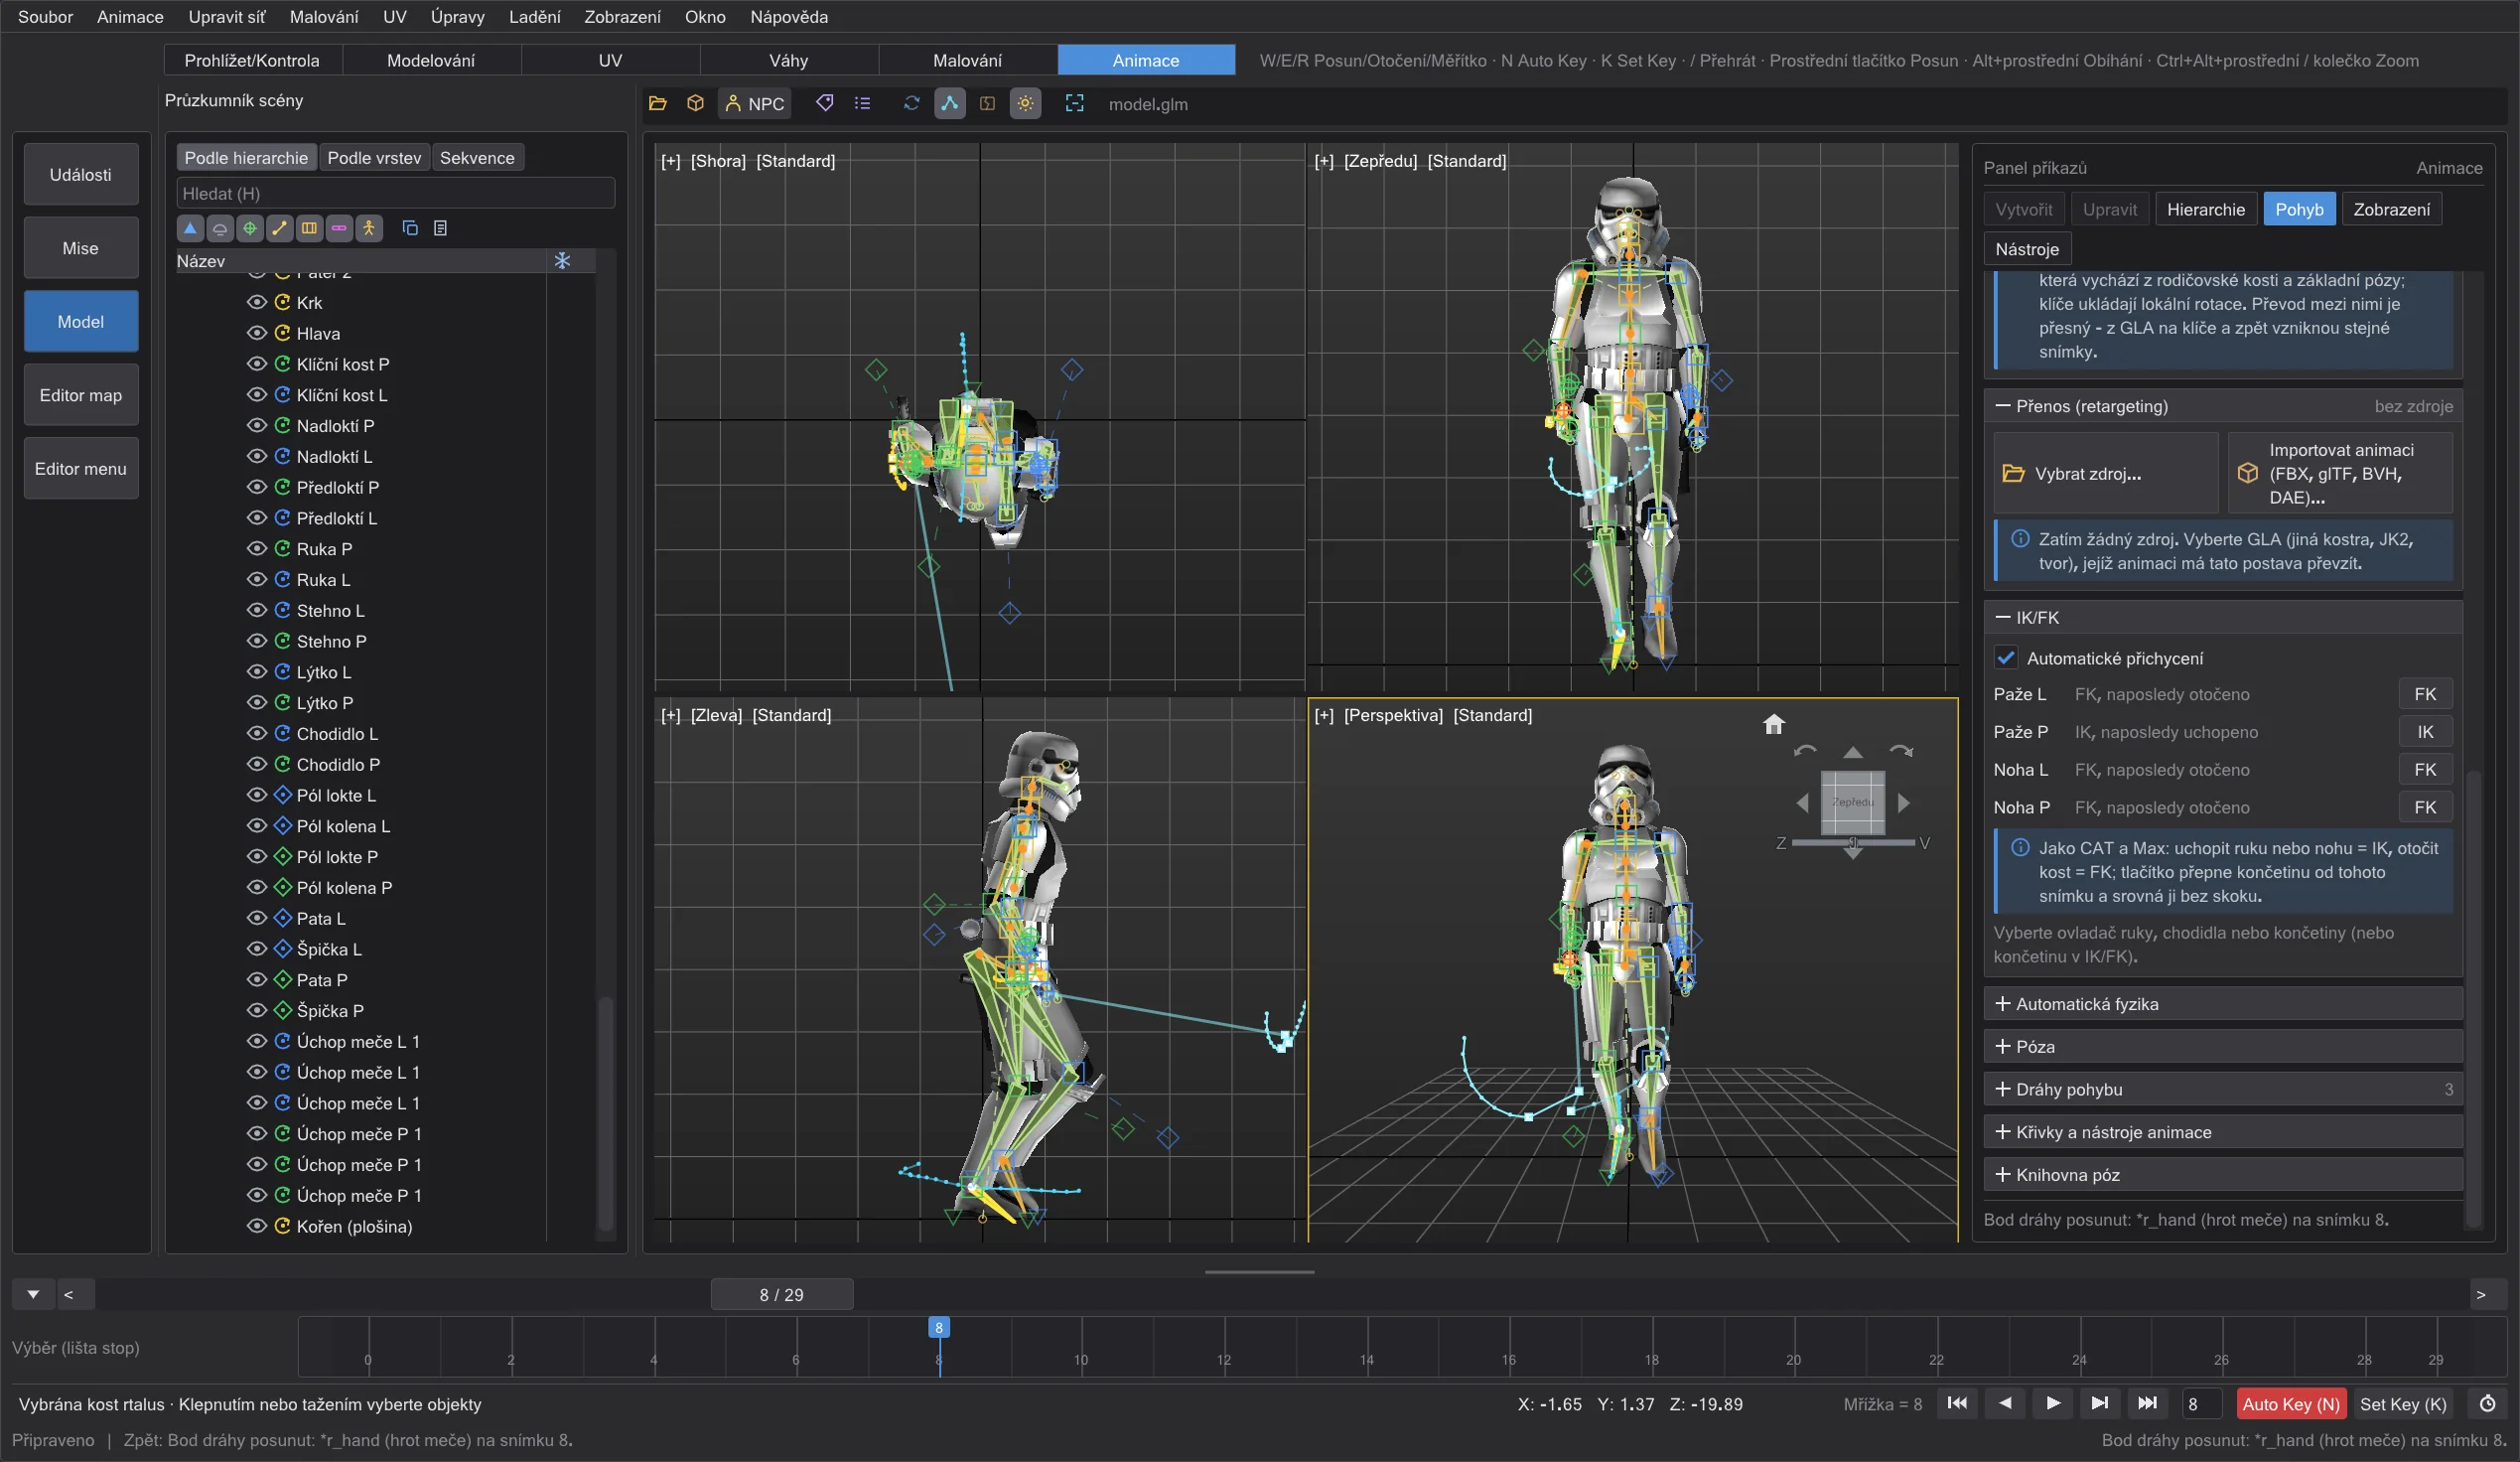 Soubor Animace Upravit síť Malování UV Úpravy Ladění Zobrazení Okno Nápověda
Prohlížet/Kontrola Modelování UV Váhy Malování Animace W/E/R Posun/Otočení/Měřítko · N Auto Key · K Set Key · / Přehrát · Prostřední tlačítko Posun · Alt+prostřední Obíhání · Ctrl+Alt+prostřední / kolečko Zoom
Průzkumník scény
NPC model.glm
Události
Mise
Model
Editor map
Editor menu
Podle hierarchie Podle vrstev Sekvence
Hledat (H)
Název
Páteř 2
Krk
Hlava
Klíční kost P
Klíční kost L
Nadloktí P
Nadloktí L
Předloktí P
Předloktí L
Ruka P
Ruka L
Stehno L
Stehno P
Lýtko L
Lýtko P
Chodidlo L
Chodidlo P
Pól lokte L
Pól kolena L
Pól lokte P
Pól kolena P
Pata L
Špička L
Pata P
Špička P
Úchop meče L 1
Úchop meče L 1
Úchop meče L 1
Úchop meče P 1
Úchop meče P 1
Úchop meče P 1
Kořen (plošina)
[+] [Shora] [Standard]
[+] [Zepředu] [Standard]
[+] [Zleva] [Standard]
[+] [Perspektiva] [Standard]
Zepředu
Z V
Panel příkazů Animace
Vytvořit Upravit Hierarchie Pohyb Zobrazení
Nástroje
která vychází z rodičovské kosti a základní pózy;
klíče ukládají lokální rotace. Převod mezi nimi je
přesný - z GLA na klíče a zpět vzniknou stejné
snímky.
Přenos (retargeting) bez zdroje
Vybrat zdroj...
Importovat animaci
(FBX, glTF, BVH,
DAE)...
Zatím žádný zdroj. Vyberte GLA (jiná kostra, JK2,
tvor), jejíž animaci má tato postava převzít.
IK/FK
Automatické přichycení
Paže L FK, naposledy otočeno FK
Paže P IK, naposledy uchopeno IK
Noha L FK, naposledy otočeno FK
Noha P FK, naposledy otočeno FK
Jako CAT a Max: uchopit ruku nebo nohu = IK, otočit
kost = FK; tlačítko přepne končetinu od tohoto
snímku a srovná ji bez skoku.
Vyberte ovladač ruky, chodidla nebo končetiny (nebo
končetinu v IK/FK).
Automatická fyzika
Póza
Dráhy pohybu 3
Křivky a nástroje animace
Knihovna póz
Bod dráhy posunut: *r_hand (hrot meče) na snímku 8.
< 8 / 29 >
Výběr (lišta stop)
8
0 2 4 6 8 10 12 14 16 18 20 22 24 26 28 29
Vybrána kost rtalus · Klepnutím nebo tažením vyberte objekty X: -1.65 Y: 1.37 Z: -19.89 Mřížka = 8 8 Auto Key (N) Set Key (K)
Připraveno | Zpět: Bod dráhy posunut: *r_hand (hrot meče) na snímku 8. Bod dráhy posunut: *r_hand (hrot meče) na snímku 8.